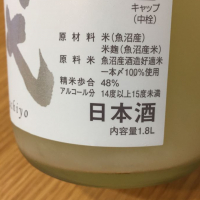 キャップ
(中栓)
原材料 米(魚沼産)
米麹(魚沼産米)
原料米 魚沼産酒造好適米
一本〆100%使用
精米歩合 48%
アルコール分 14度以上15度未満
日本酒
内容量1.8L